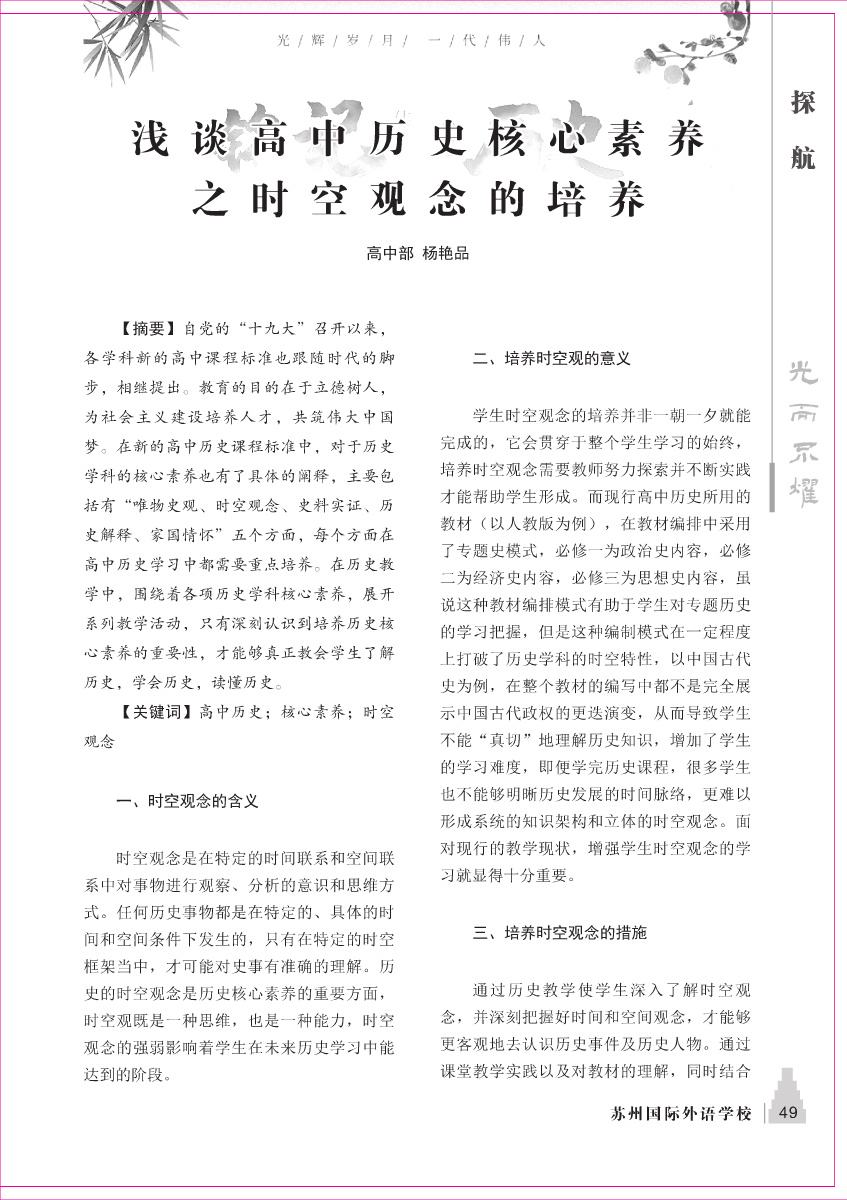 光/辉/岁/月/ 一/代/伟/人
探航
浅谈高中历史核心素养
之时空观念的培养
高中部 杨艳品
【摘要】自党的“十九大”召开以来，
各学科新的高中课程标准也跟随时代的脚
步，相继提出。教育的目的在于立德树人，
为社会主义建设培养人才，共筑伟大中国
梦。在新的高中历史课程标准中，对于历史
学科的核心素养也有了具体的阐释，主要包
括有“唯物史观、时空观念、史料实证、历
史解释、家国情怀”五个方面，每个方面在
高中历史学习中都需要重点培养。在历史教
学中，围绕着各项历史学科核心素养，展开
系列教学活动，只有深刻认识到培养历史核
心素养的重要性，才能够真正教会学生了解
历史，学会历史，读懂历史。
【关键词】高中历史；核心素养；时空
观念
一、时空观念的含义
时空观念是在特定的时间联系和空间联
系中对事物进行观察、分析的意识和思维方
式。任何历史事物都是在特定的、具体的时
间和空间条件下发生的，只有在特定的时空
框架当中，才可能对史事有准确的理解。历
史的时空观念是历史核心素养的重要方面，
时空观既是一种思维，也是一种能力，时空
观念的强弱影响着学生在未来历史学习中能
达到的阶段。
二、培养时空观的意义
学生时空观念的培养并非一朝一夕就能
完成的，它会贯穿于整个学生学习的始终，
培养时空观念需要教师努力探索并不断实践
才能帮助学生形成。而现行高中历史所用的
教材（以人教版为例），在教材编排中采用
了专题史模式，必修一为政治史内容，必修
二为经济史内容，必修三为思想史内容，虽
说这种教材编排模式有助于学生对专题历史
的学习把握，但是这种编制模式在一定程度
上打破了历史学科的时空特性，以中国古代
史为例，在整个教材的编写中都不是完全展
示中国古代政权的更迭演变，从而导致学生
不能“真切”地理解历史知识，增加了学生
的学习难度，即便学完历史课程，很多学生
也不能够明晰历史发展的时间脉络，更难以
形成系统的知识架构和立体的时空观念。面
对现行的教学现状，增强学生时空观念的学
习就显得十分重要。
三、培养时空观念的措施
通过历史教学使学生深入了解时空观
念，并深刻把握好时间和空间观念，才能够
更客观地去认识历史事件及历史人物。通过
课堂教学实践以及对教材的理解，同时结合
光而不耀
苏州国际外语学校 49